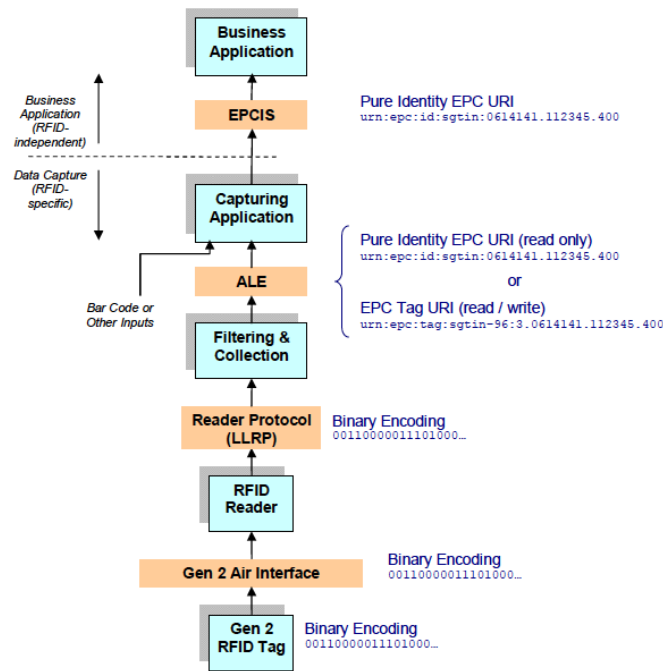 Business
Application
Business
Application
(RFID-
independent)
EPCIS
Pure Identity EPC URI
urn:epc:id:sgtin:0614141.112345.400
Data Capture
(RFID-
specific)
Capturing
Application
Pure Identity EPC URI (read only)
urn:epc:id:sgtin:0614141.112345.400
or
EPC Tag URI (read / write)
urn:epc:tag:sgtin-96:3.0614141.112345.400
ALE
Bar Code or
Other Inputs
Filtering &
Collection
Reader Protocol
(LLRP)
Binary Encoding
00110000011101000…
RFID
Reader
Gen 2 Air Interface
Binary Encoding
00110000011101000…
Gen 2
RFID Tag
Binary Encoding
00110000011101000…